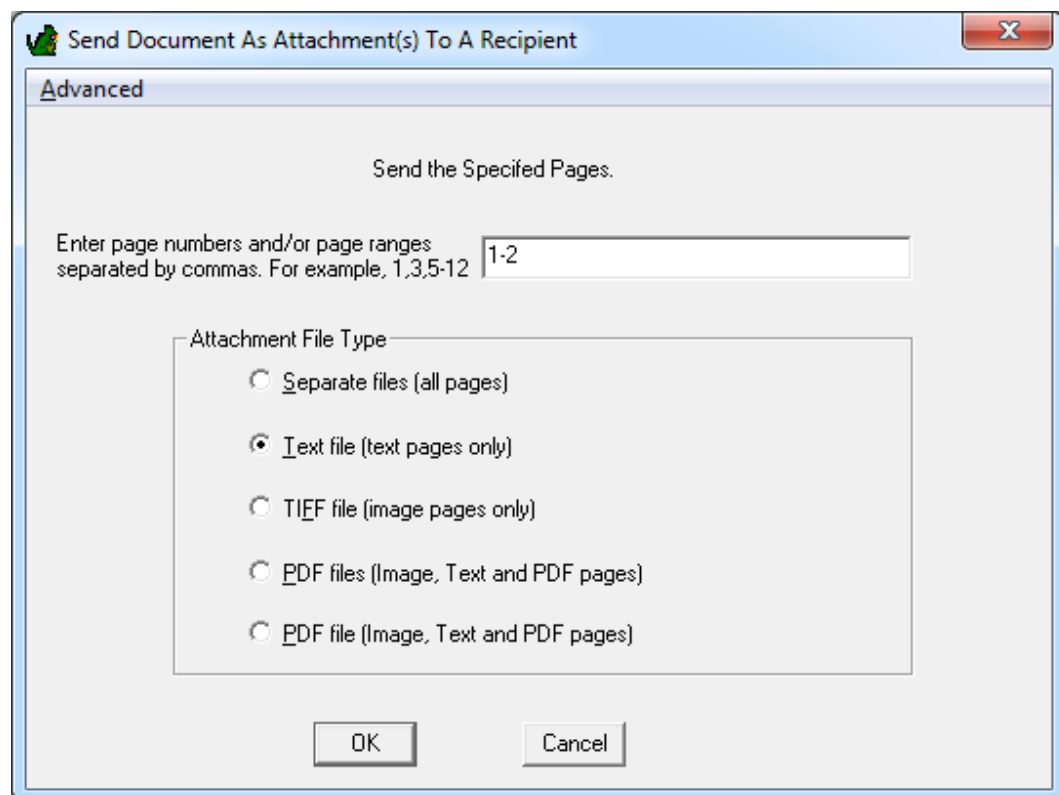 Send Document As Attachment(s) To A Recipient
Advanced
Send the Specifed Pages.
Enter page numbers and/or page ranges
separated by commas. For example, 1,3,5-12
1-2
Attachment File Type
Separate files (all pages)
Text file (text pages only)
TIFF file (image pages only)
PDF files (Image, Text and PDF pages)
PDF file (Image, Text and PDF pages)
OK Cancel